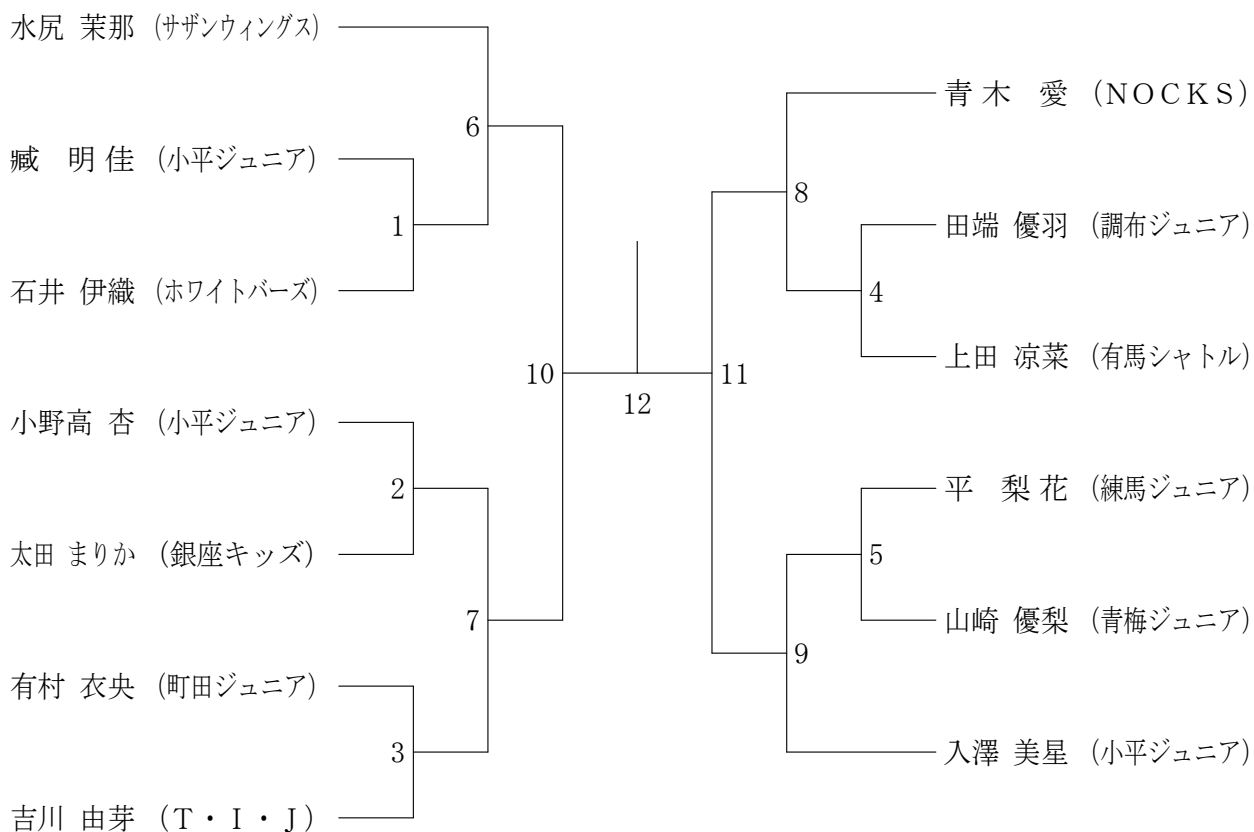 水尻 茉那 (サザンウィングス)
臧 明佳 (小平ジュニア)
石井 伊織 (ホワイトバーズ)
小野高 杏 (小平ジュニア)
太田 まりか (銀座キッズ)
有村 衣央 (町田ジュニア)
吉川 由芽 (T・I・J)
6
1
2
7
3
10
12
11
8
4
5
9
青木 愛 (NOCKS)
田端 優羽 (調布ジュニア)
上田 凉菜 (有馬シャトル)
平 梨花 (練馬ジュニア)
山崎 優梨 (青梅ジュニア)
入澤 美星 (小平ジュニア)